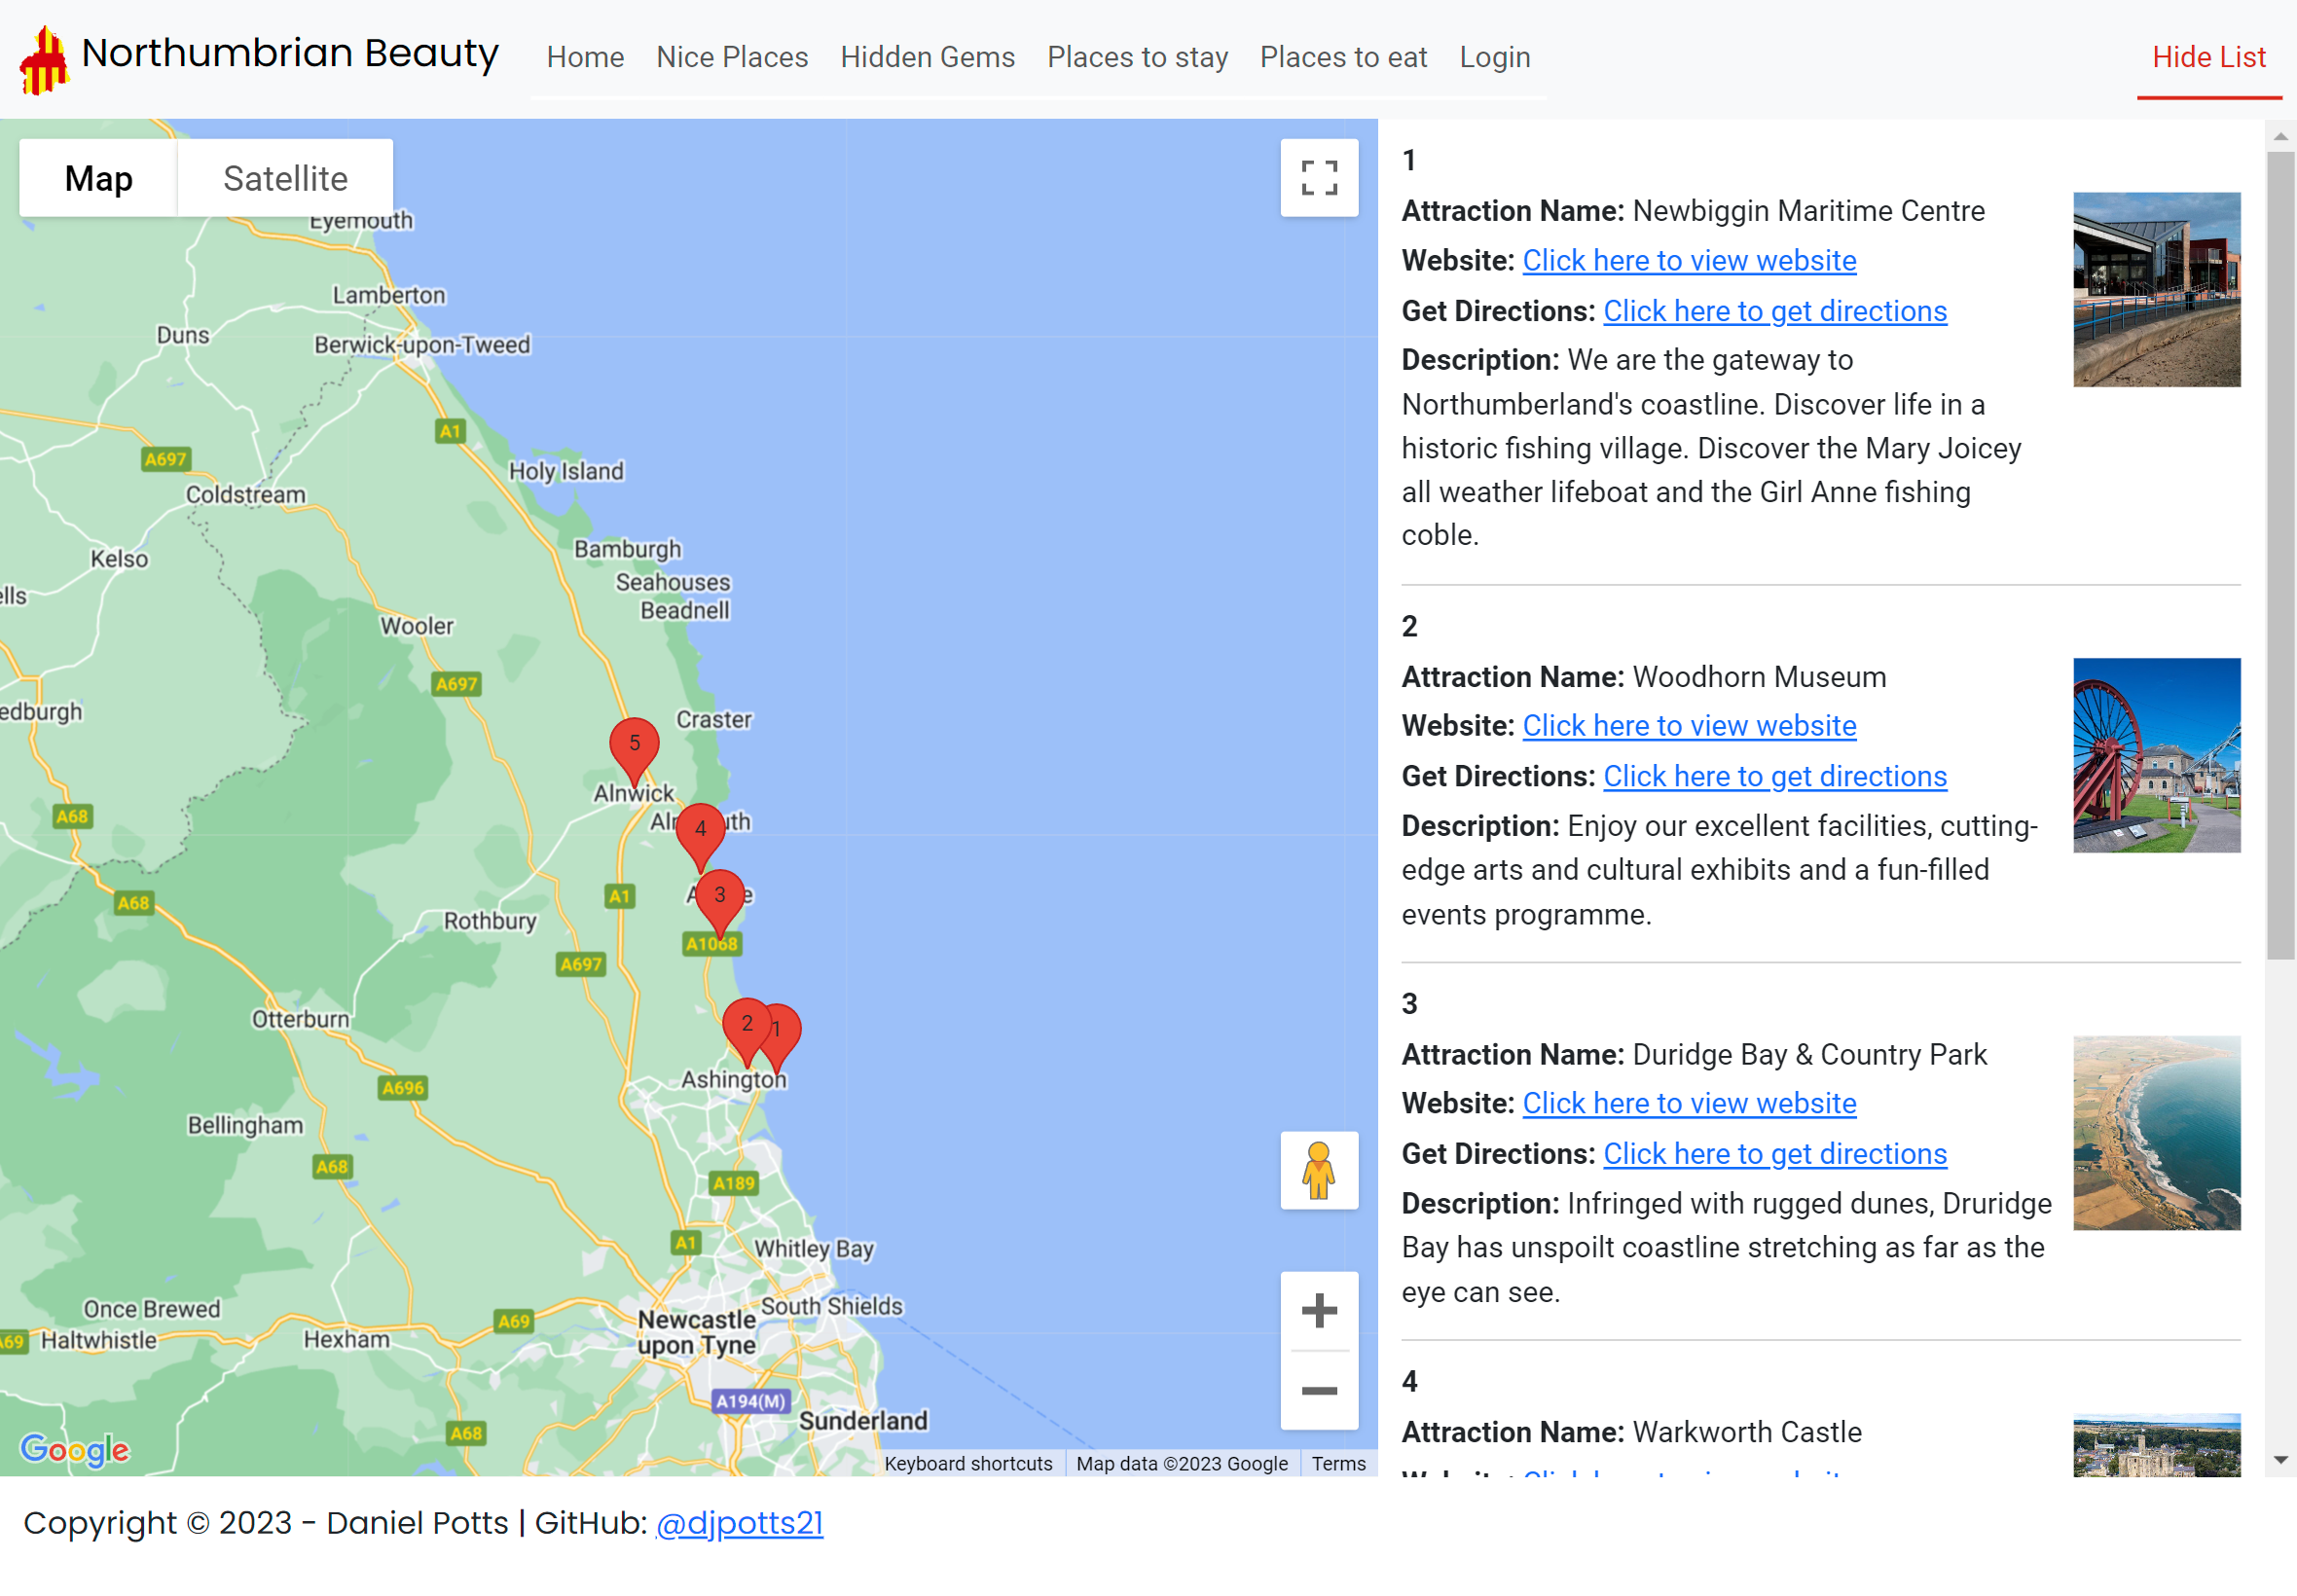 Northumbrian Beauty
Home Nice Places Hidden Gems Places to stay Places to eat Login
Hide List
Map Satellite
Eyemouth
Lamberton
Duns
Berwick-upon-Tweed
A1
A697
Holy Island
Coldstream
Bamburgh
Kelso
Seahouses
ells
Beadnell
Wooler
A697
edburgh
Craster
5
Alnwick
A68
4
3
A68
A1
Rothbury
A1068
A697
Otterburn
2 1
Ashington
A696
Bellingham
A68
A189
A1
Whitley Bay
Once Brewed
South Shields
A69
Newcastle
upon Tyne
A69
Haltwhistle
Hexham
A194(M)
Sunderland
A68
Google
Keyboard shortcuts Map data ©2023 Google Terms
1
Attraction Name: Newbiggin Maritime Centre
Website: Click here to view website
Get Directions: Click here to get directions
Description: We are the gateway to
Northumberland's coastline. Discover life in a
historic fishing village. Discover the Mary Joicey
all weather lifeboat and the Girl Anne fishing
coble.
2
Attraction Name: Woodhorn Museum
Website: Click here to view website
Get Directions: Click here to get directions
Description: Enjoy our excellent facilities, cutting-
edge arts and cultural exhibits and a fun-filled
events programme.
3
Attraction Name: Duridge Bay & Country Park
Website: Click here to view website
Get Directions: Click here to get directions
Description: Infringed with rugged dunes, Druridge
Bay has unspoilt coastline stretching as far as the
eye can see.
4
Attraction Name: Warkworth Castle
Copyright © 2023 - Daniel Potts | GitHub: @djpotts21